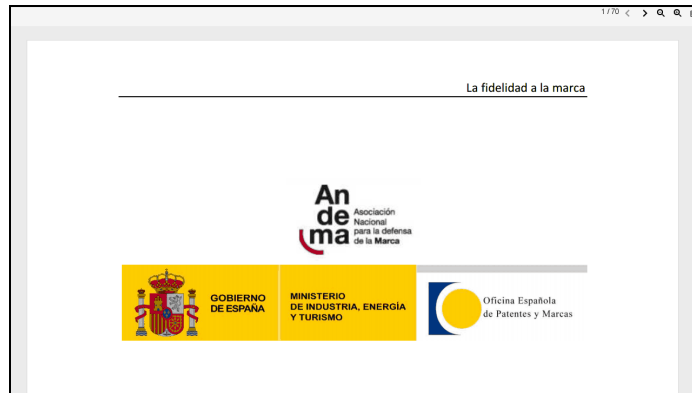 1 / 70
La fidelidad a la marca
An
de
ma
Asociación
Nacional
para la defensa
de la Marca
GOBIERNO
DE ESPAÑA
MINISTERIO
DE INDUSTRIA, ENERGÍA
Y TURISMO
Oficina Española
de Patentes y Marcas